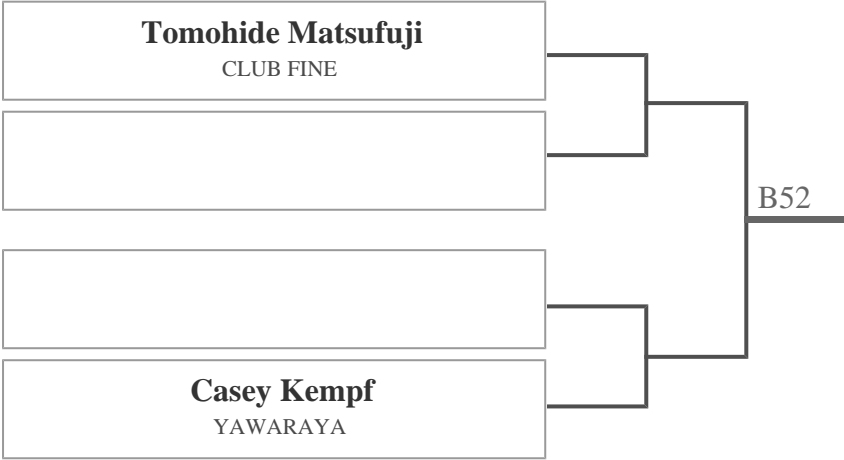 Tomohide Matsufuji
CLUB FINE
B52
Casey Kempf
YAWARAYA